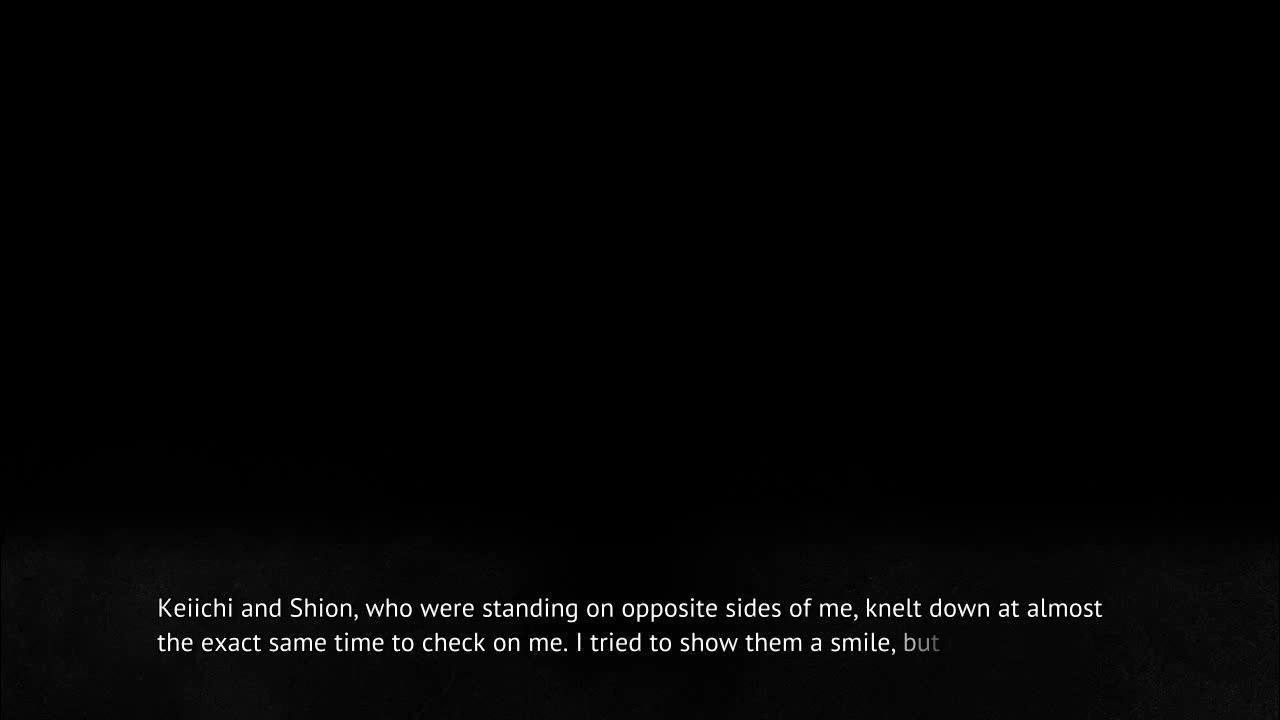 Keiichi and Shion, who were standing on opposite sides of me, knelt down at almost
the exact same time to check on me. I tried to show them a smile, but